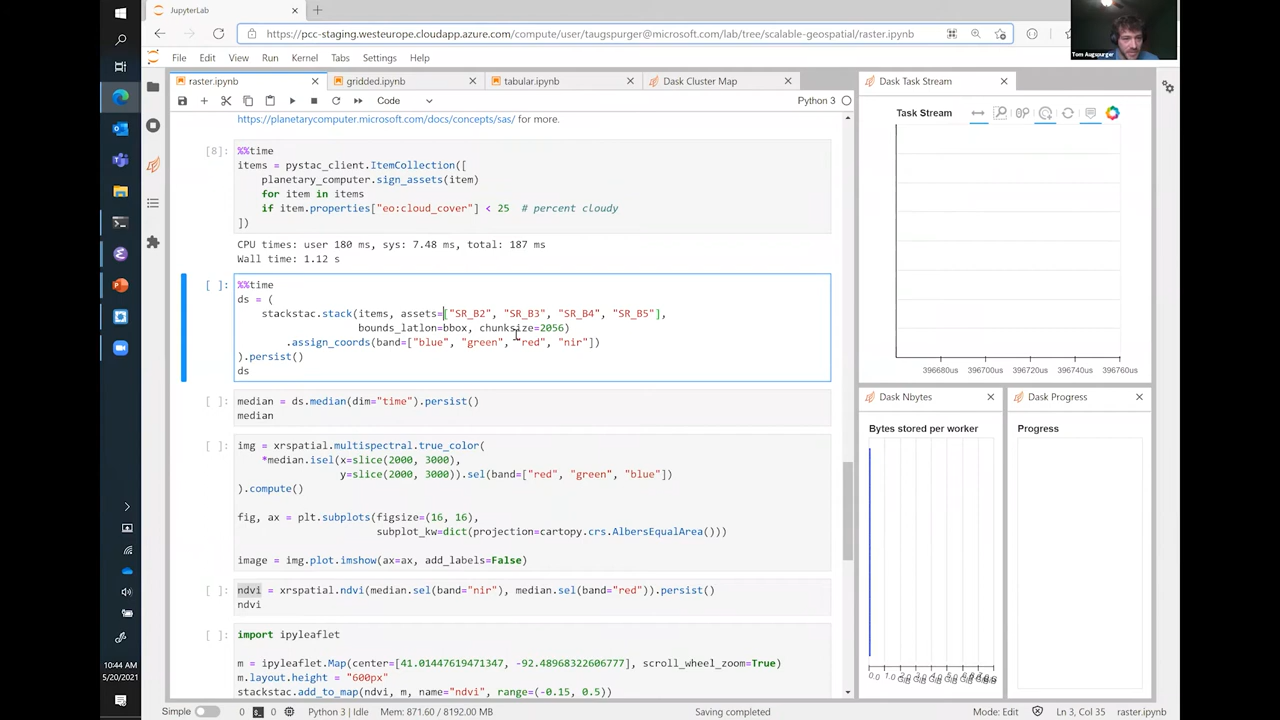 JupyterLab
https://pcc-staging.westeurope.cloudapp.azure.com/compute/user/taugspurger@microsoft.com/lab/tree/scalable-geospatial/raster.ipynb
Tom Augspurger
File Edit View Run Kernel Tabs Settings Help
raster.ipynb
gridded.ipynb
tabular.ipynb
Dask Cluster Map
Dask Task Stream
Code
Python 3
https://planetarycomputer.microsoft.com/docs/concepts/sas/ for more.
[8]:
%%time
items = pystac_client.ItemCollection([
    planetary_computer.sign_assets(item)
    for item in items
    if item.properties["eo:cloud_cover"] < 25  # percent cloudy
])
CPU times: user 180 ms, sys: 7.48 ms, total: 187 ms
Wall time: 1.12 s
[ ]:
%%time
ds = (
    stackstac.stack(items, assets=["SR_B2", "SR_B3", "SR_B4", "SR_B5"],
                    bounds_latlon=bbox, chunksize=2056)
        .assign_coords(band=["blue", "green", "red", "nir"])
).persist()
ds
[ ]:
median = ds.median(dim="time").persist()
median
[ ]:
img = xrspatial.multispectral.true_color(
    *median.isel(x=slice(2000, 3000),
                 y=slice(2000, 3000)).sel(band=["red", "green", "blue"])
).compute()
fig, ax = plt.subplots(figsize=(16, 16),
                       subplot_kw=dict(projection=cartopy.crs.AlbersEqualArea()))
image = img.plot.imshow(ax=ax, add_labels=False)
[ ]:
ndvi = xrspatial.ndvi(median.sel(band="nir"), median.sel(band="red")).persist()
ndvi
[ ]:
import ipyleaflet
m = ipyleaflet.Map(center=[41.01447619471347, -92.48968322606777], scroll_wheel_zoom=True)
m.layout.height = "600px"
stackstac.add_to_map(ndvi, m, name="ndvi", range=(-0.15, 0.5))
Task Stream
396680us 396700us 396720us 396740us 396760us
Dask Nbytes
Dask Progress
Bytes stored per worker
Progress
0.0
10:44 AM
5/20/2021
Simple
0
0
Python 3 | Idle
Mem: 871.60 / 8192.00 MB
Saving completed
Mode: Edit
Ln 3, Col 35
raster.ipynb